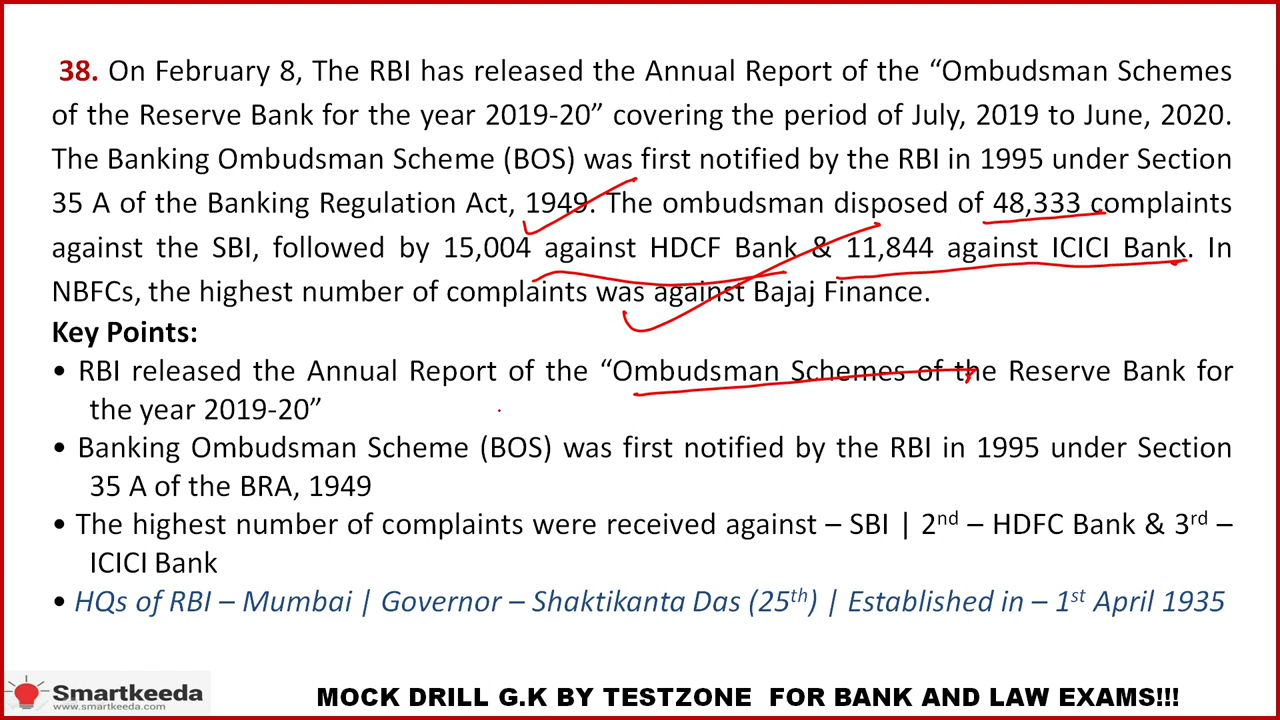 38. On February 8, The RBI has released the Annual Report of the “Ombudsman Schemes
of the Reserve Bank for the year 2019-20” covering the period of July, 2019 to June, 2020.
The Banking Ombudsman Scheme (BOS) was first notified by the RBI in 1995 under Section
35 A of the Banking Regulation Act, 1949. The ombudsman disposed of 48,333 complaints
against the SBI, followed by 15,004 against HDCF Bank & 11,844 against ICICI Bank. In
NBFCs, the highest number of complaints was against Bajaj Finance.
Key Points:
• RBI released the Annual Report of the “Ombudsman Schemes of the Reserve Bank for
the year 2019-20”
• Banking Ombudsman Scheme (BOS) was first notified by the RBI in 1995 under Section
35 A of the BRA, 1949
• The highest number of complaints were received against – SBI | 2nd – HDFC Bank & 3rd –
ICICI Bank
• HQs of RBI – Mumbai | Governor – Shaktikanta Das (25th) | Established in – 1st April 1935
Smartkeeda
www.smartkeeda.com
MOCK DRILL G.K BY TESTZONE FOR BANK AND LAW EXAMS!!!